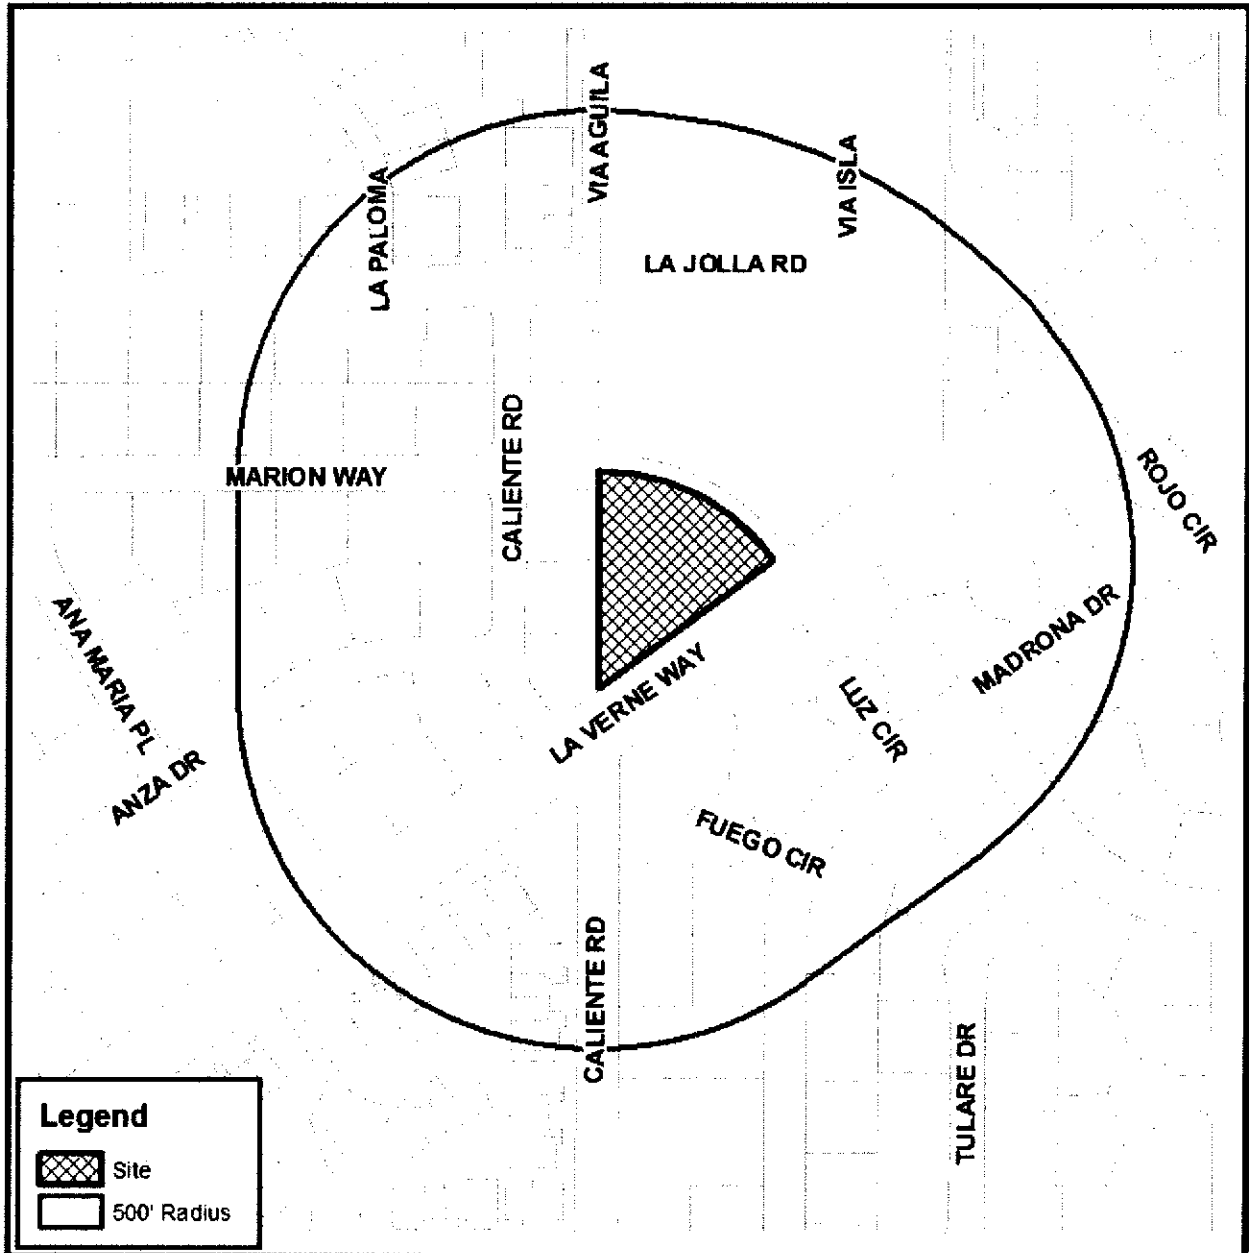 VIA AGUILA
VIA ISLA
LA PALOMA
LA JOLLA RD
CALIENTE RD
MARION WAY
ROJO CIR
ANA MARIA PL
MADRONA DR
LA VERNE WAY
LUZ CIR
ANZA DR
FUEGO CIR
CALIENTE RD
TULARE DR
Legend
Site
500' Radius